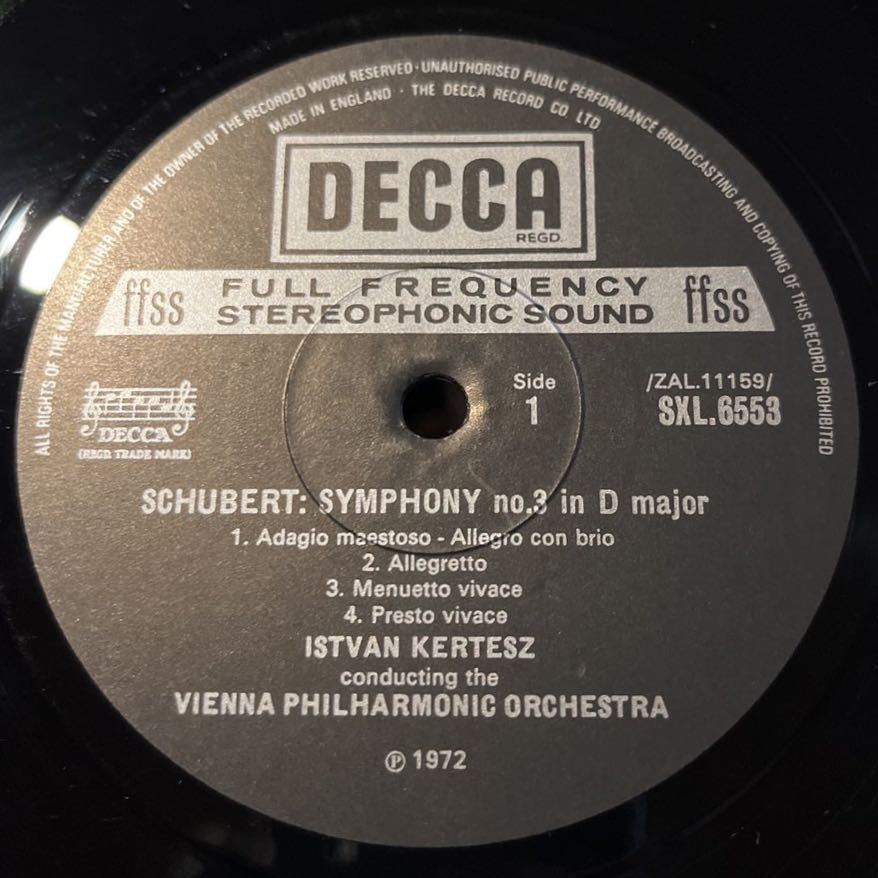 ALL RIGHTS OF THE MANUFACTURER AND OF THE OWNER OF THE RECORDED WORK RESERVED · UNAUTHORISED PUBLIC PERFORMANCE BROADCASTING AND COPYING OF THIS RECORD PROHIBITED
MADE IN ENGLAND · THE DECCA RECORD CO. LTD.
DECCA
REGD.
ffss FULL FREQUENCY ffss
STEREOPHONIC SOUND
Side /ZAL.11159/
1 SXL.6553
DECCA
(REGD TRADE MARK)
SCHUBERT: SYMPHONY no.3 in D major
1. Adagio maestoso - Allegro con brio
2. Allegretto
3. Menuetto vivace
4. Presto vivace
ISTVAN KERTESZ
conducting the
VIENNA PHILHARMONIC ORCHESTRA
℗ 1972